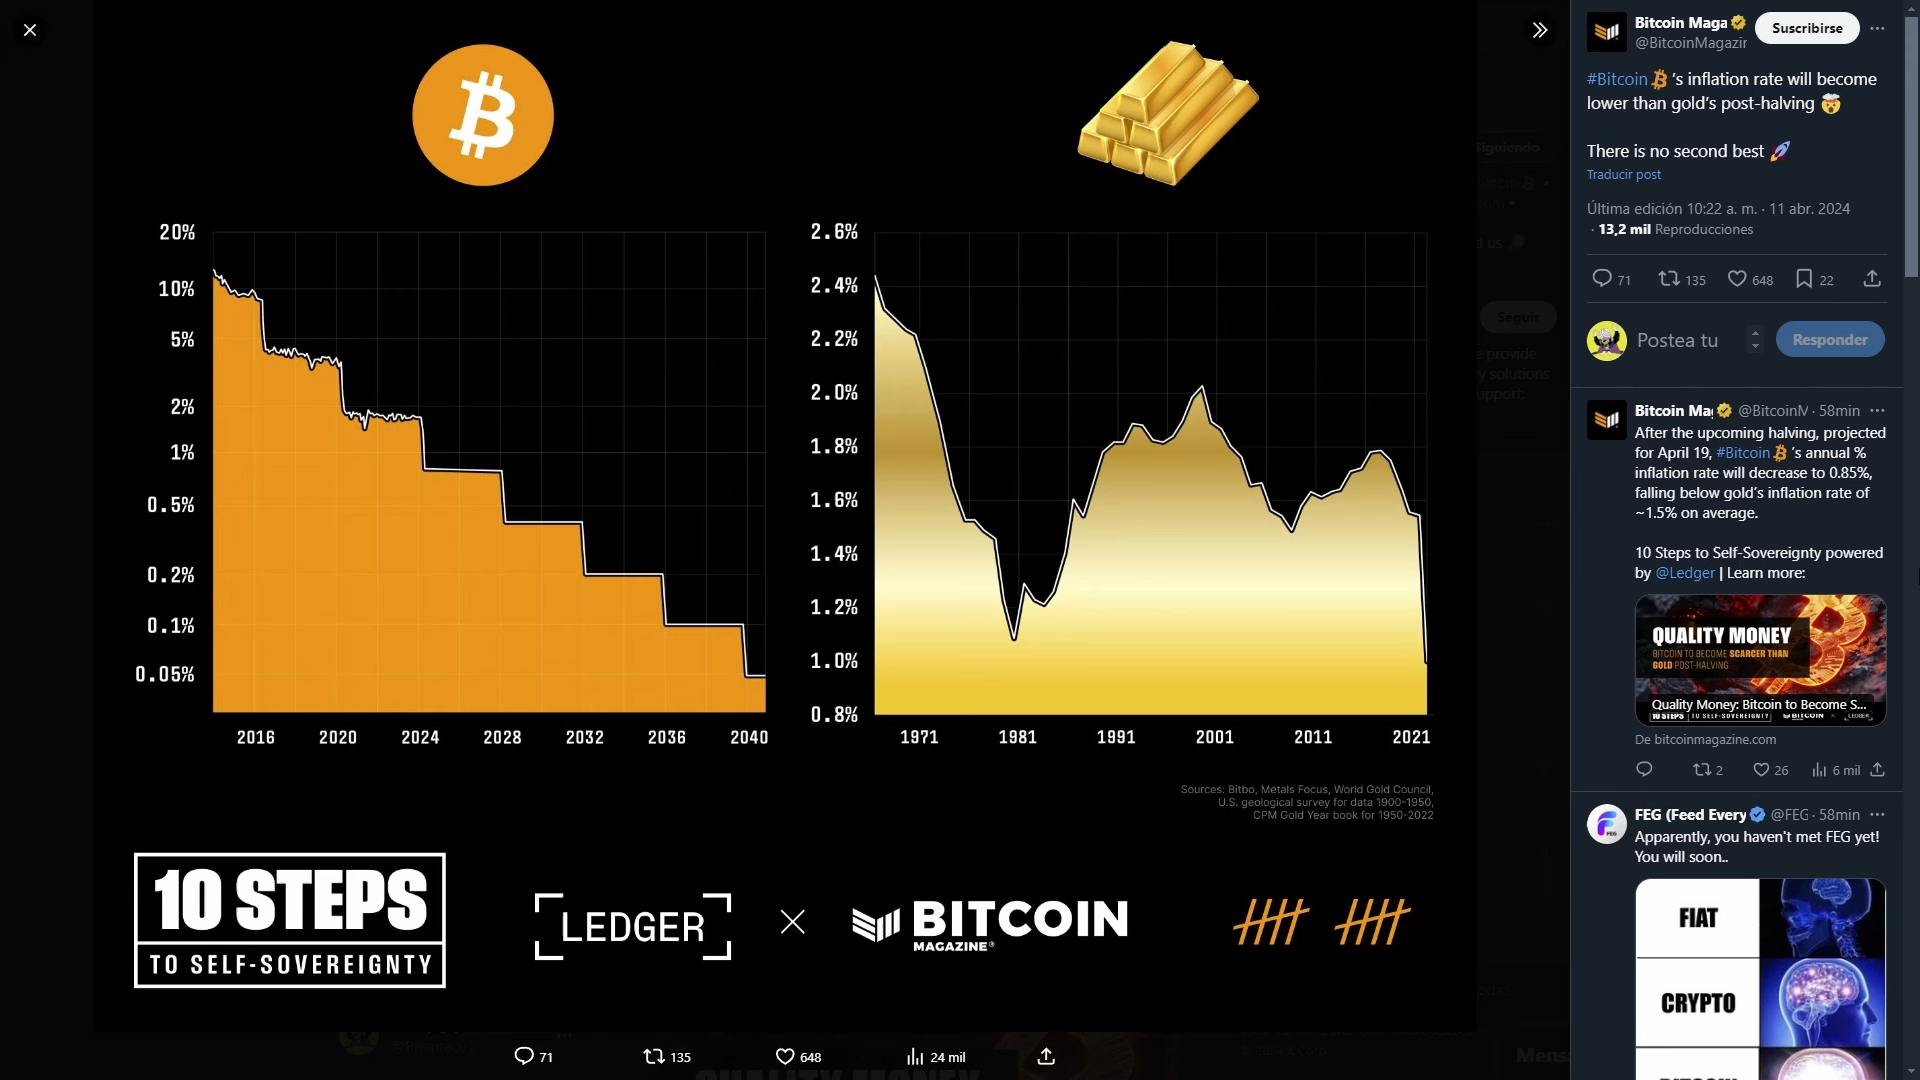 20%
10%
5%
2%
1%
0.5%
0.2%
0.1%
0.05%
2016 2020 2024 2028 2032 2036 2040
2.6%
2.4%
2.2%
2.0%
1.8%
1.6%
1.4%
1.2%
1.0%
0.8%
1971 1981 1991 2001 2011 2021
Sources: Bitbo, Metals Focus, World Gold Council,
U.S. geological survey for data 1900-1950,
CPM Gold Year book for 1950-2022
10 STEPS
TO SELF-SOVEREIGNTY
LEDGER
BITCOIN
MAGAZINE®
71 135 648 24 mil
Siguiendo
Seguir
Bitcoin Maga
Suscribirse
@BitcoinMagazin
#Bitcoin 's inflation rate will become
lower than gold's post-halving 🤯
There is no second best 🚀
Traducir post
Última edición 10:22 a. m. · 11 abr. 2024
· 13,2 mil Reproducciones
71 135 648 22
Postea tu
Responder
Bitcoin Ma @BitcoinM · 58min
After the upcoming halving, projected
for April 19, #Bitcoin 's annual %
inflation rate will decrease to 0.85%,
falling below gold's inflation rate of
~1.5% on average.
10 Steps to Self-Sovereignty powered
by @Ledger | Learn more:
QUALITY MONEY
BITCOIN TO BECOME SCARCER THAN
GOLD POST-HALVING
Quality Money: Bitcoin to Become S...
10 STEPS TO SELF-SOVEREIGNTY BITCOIN LEDGER
De bitcoinmagazine.com
2 26 6 mil
FEG (Feed Every @FEG · 58min
Apparently, you haven't met FEG yet!
You will soon..
FIAT
CRYPTO